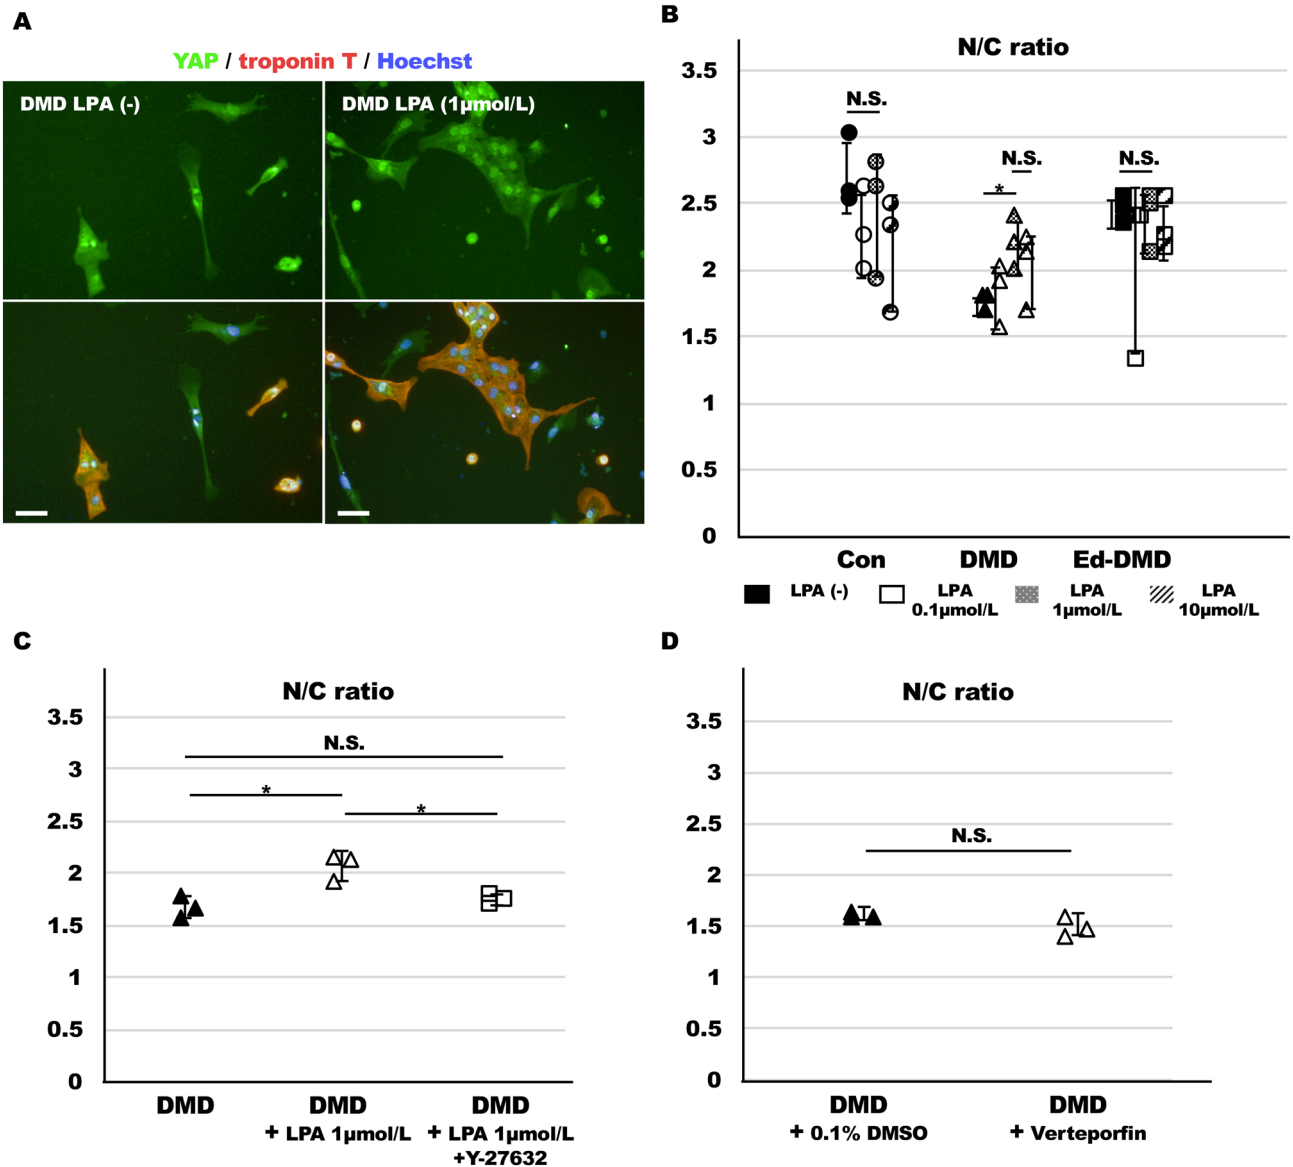 A
YAP / troponin T / Hoechst
DMD LPA (-)
DMD LPA (1µmol/L)
B
N/C ratio
3.5
3
2.5
2
1.5
1
0.5
0
N.S.
*
N.S.
N.S.
Con
DMD
Ed-DMD
LPA (-)
LPA
0.1µmol/L
LPA
1µmol/L
LPA
10µmol/L
C
N/C ratio
3.5
3
2.5
2
1.5
1
0.5
0
N.S.
*
*
DMD
DMD
+ LPA 1µmol/L
DMD
+ LPA 1µmol/L
+Y-27632
D
N/C ratio
3.5
3
2.5
2
1.5
1
0.5
0
N.S.
DMD
+ 0.1% DMSO
DMD
+ Verteporfin